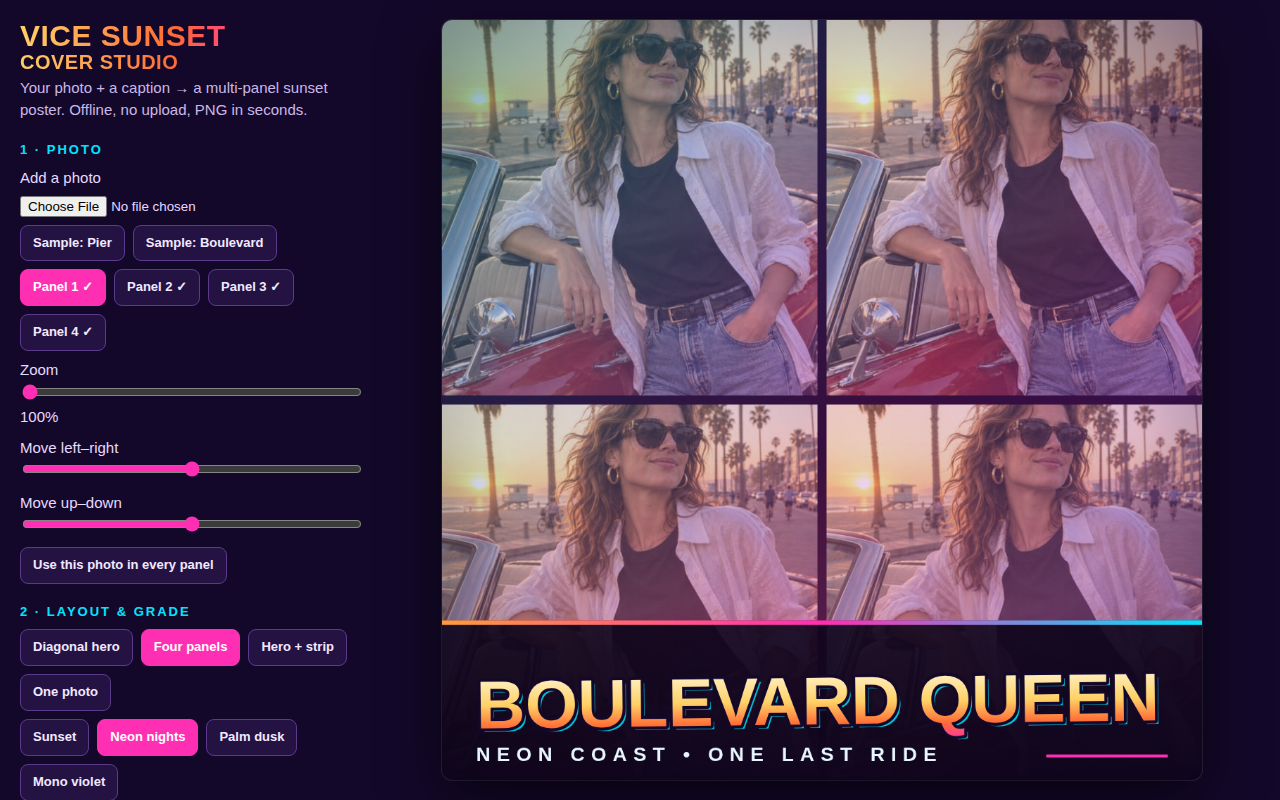 VICE SUNSET
COVER STUDIO
Your photo + a caption → a multi-panel sunset
poster. Offline, no upload, PNG in seconds.
1 · PHOTO
Add a photo
Choose File No file chosen
Sample: Pier Sample: Boulevard
Panel 1 ✓ Panel 2 ✓ Panel 3 ✓
Panel 4 ✓
Zoom
100%
Move left–right
Move up–down
Use this photo in every panel
2 · LAYOUT & GRADE
Diagonal hero Four panels Hero + strip
One photo
Sunset Neon nights Palm dusk
Mono violet
BOULEVARD QUEEN
NEON COAST • ONE LAST RIDE